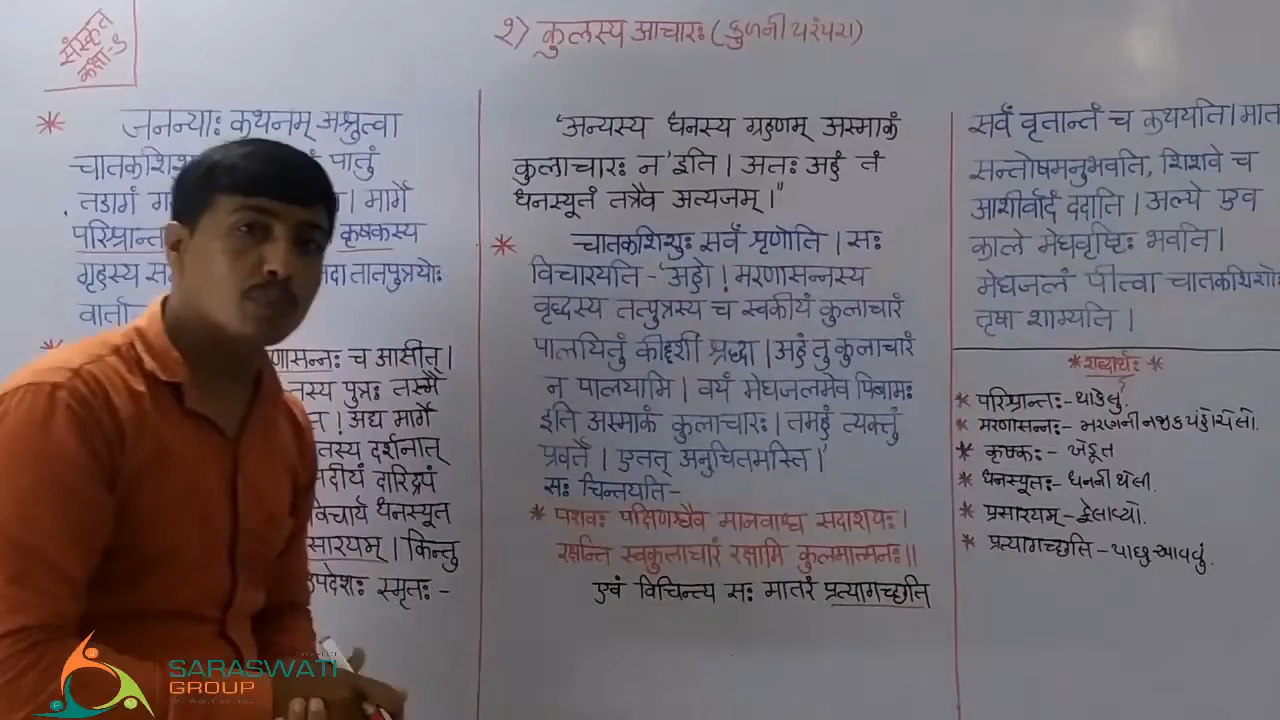 संस्कृत
कक्षा-९
२) कुलस्य आचारः (કુળની પરંપરા)
* जनन्याः कथनम् अश्रुत्वा
चातकशिशुः पातुं
तडागं । मार्गे
परिश्रान्तः कृषकस्य
गृहस्य तातपुत्रयोः
वार्ता
मरणासन्नः च आसीत् ।
तस्य पुत्रः तस्मै
। अद्य मार्गे
दर्शनात्
दारिद्रयं
विचार्य धनस्यूत
प्रसारयम् । किन्तु
उपदेशः स्मृतः -
'अन्यस्य धनस्य ग्रहणम् अस्माकं
कुलाचारः न' इति । अतः अहं तं
धनस्यूतं तत्रैव अत्यजम् ।"
* चातकशिशुः सर्वं श्रृणोति । सः
विचारयति - 'अहो ! मरणासन्नस्य
वृद्धस्य तत्पुत्रस्य च स्वकीयं कुलाचारं
पालयितुं कीदृशी श्रद्धा । अहं तु कुलाचारं
न पालयामि । वयं मेघजलमेव पिबामः
इति अस्माकं कुलाचारः । तमहं त्यक्तुं
प्रवर्ते । एतत् अनुचितमस्ति ।'
सः चिन्तयति -
* पशवः पक्षिणश्चैव मानवाश्च सदाशयः ।
रक्षन्ति स्वकुलाचारं रक्षामि कुलमात्मनः ॥
एवं विचिन्त्य सः मातरं प्रत्यागच्छति
सर्वं वृतान्तं च कथयति । माता
सन्तोषमनुभवति, शिशवे च
आशीर्वादं ददाति । अल्पे एव
काले मेघवृष्टिः भवति ।
मेघजलं पीत्वा चातकशिशोः
तृषा शाम्यति ।
* शब्दार्थः *
* परिश्रान्तः - થાકેલું.
* मरणासन्नः - મરણની નજીક પહોંચેલો.
* कृषकः - ખેડૂત
* धनस्यूतः - ધનની થેલી.
* प्रसारयम् - ફેલાવ્યો.
* प्रत्यागच्छति - પાછુ આવવું.
SARASWATI
GROUP